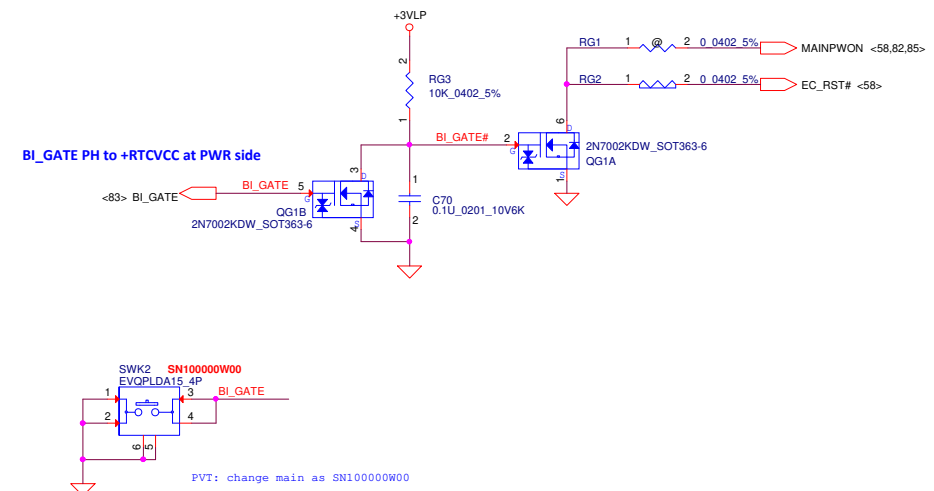 +3VLP
RG1 1 @ 2 0_0402_5% MAINPWON <58,82,85>
2
RG3
10K_0402_5%
RG2 1 2 0_0402_5% EC_RST# <58>
1
6
D
BI_GATE# 2
G
2N7002KDW_SOT363-6
QG1A
S
1
BI_GATE PH to +RTCVCC at PWR side
3
D
<83> BI_GATE BI_GATE 5
G
QG1B
2N7002KDW_SOT363-6
S
4
1
C70
0.1U_0201_10V6K
2
SWK2 SN100000W00
EVQPLDA15_4P
1 3 BI_GATE
2 4
6 5
PVT: change main as SN100000W00